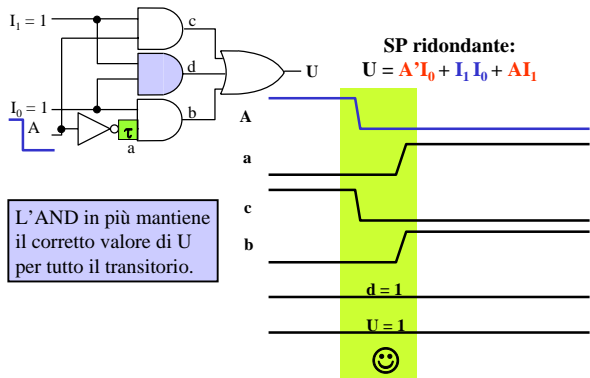 I₁ = 1
c
d
U
I₀ = 1
A
τ
a
b
SP ridondante:
U = A'I₀ + I₁ I₀ + AI₁
A
a
c
b
d = 1
U = 1
L'AND in più mantiene
il corretto valore di U
per tutto il transitorio.